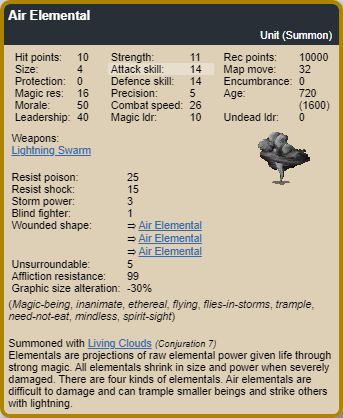 Air Elemental
Unit (Summon)
Hit points: 10 Strength: 11 Rec points: 10000
Size: 4 Attack skill: 14 Map move: 32
Protection: 0 Defence skill: 14 Encumbrance: 0
Magic res: 16 Precision: 5 Age: 720
Morale: 50 Combat speed: 26 (1600)
Leadership: 40 Magic ldr: 10 Undead ldr: 0
Weapons:
Lightning Swarm
Resist poison: 25
Resist shock: 15
Storm power: 3
Blind fighter: 1
Wounded shape: ⇒ Air Elemental
⇒ Air Elemental
⇒ Air Elemental
Unsurroundable: 5
Affliction resistance: 99
Graphic size alteration: -30%
(Magic-being, inanimate, ethereal, flying, flies-in-storms, trample,
need-not-eat, mindless, spirit-sight)
Summoned with Living Clouds (Conjuration 7)
Elementals are projections of raw elemental power given life through
strong magic. All elementals shrink in size and power when severely
damaged. There are four kinds of elementals. Air elementals are
difficult to damage and can trample smaller beings and strike others
with lightning.